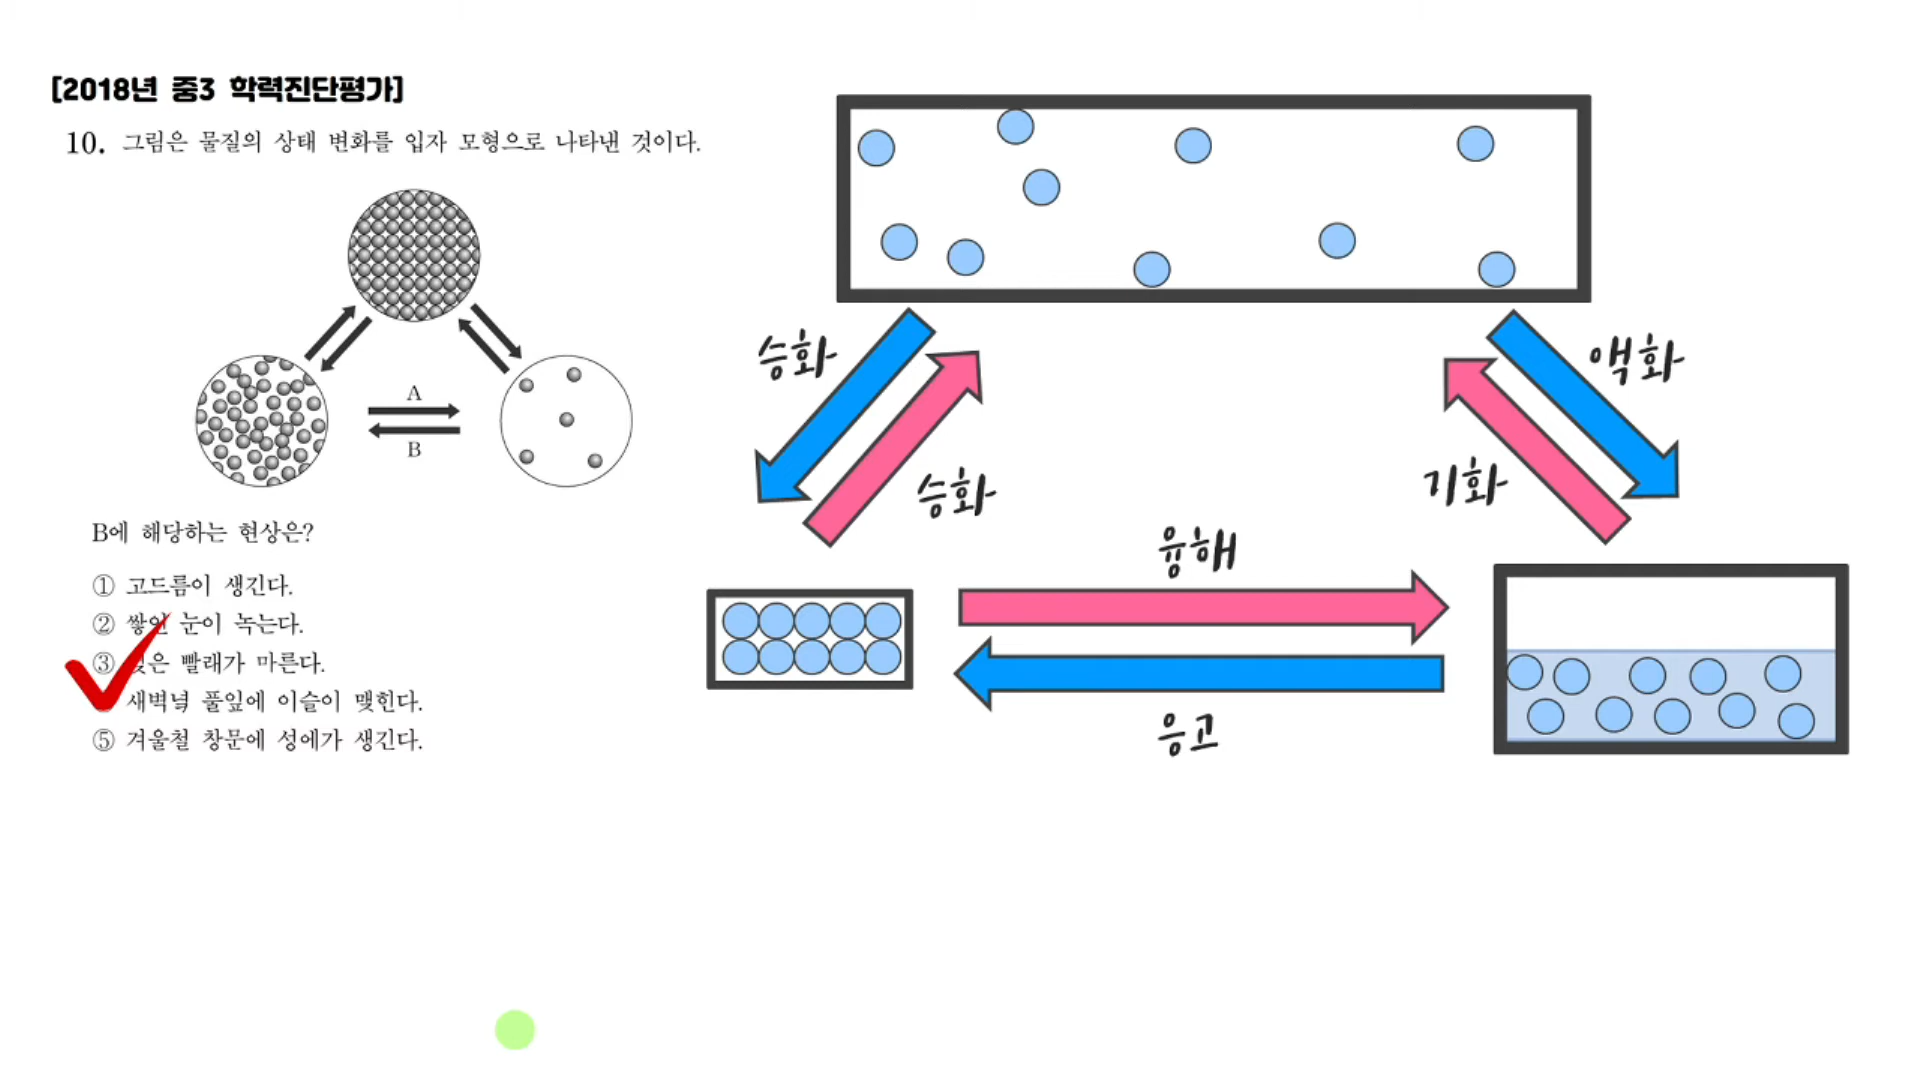 [2018년 중3 학력진단평가]
10. 그림은 물질의 상태 변화를 입자 모형으로 나타낸 것이다.
A
B
B에 해당하는 현상은?
① 고드름이 생긴다.
② 쌓인 눈이 녹는다.
③ 젖은 빨래가 마른다.
새벽녘 풀잎에 이슬이 맺힌다.
⑤ 겨울철 창문에 성에가 생긴다.
승화
승화
액화
기화
융해
응고